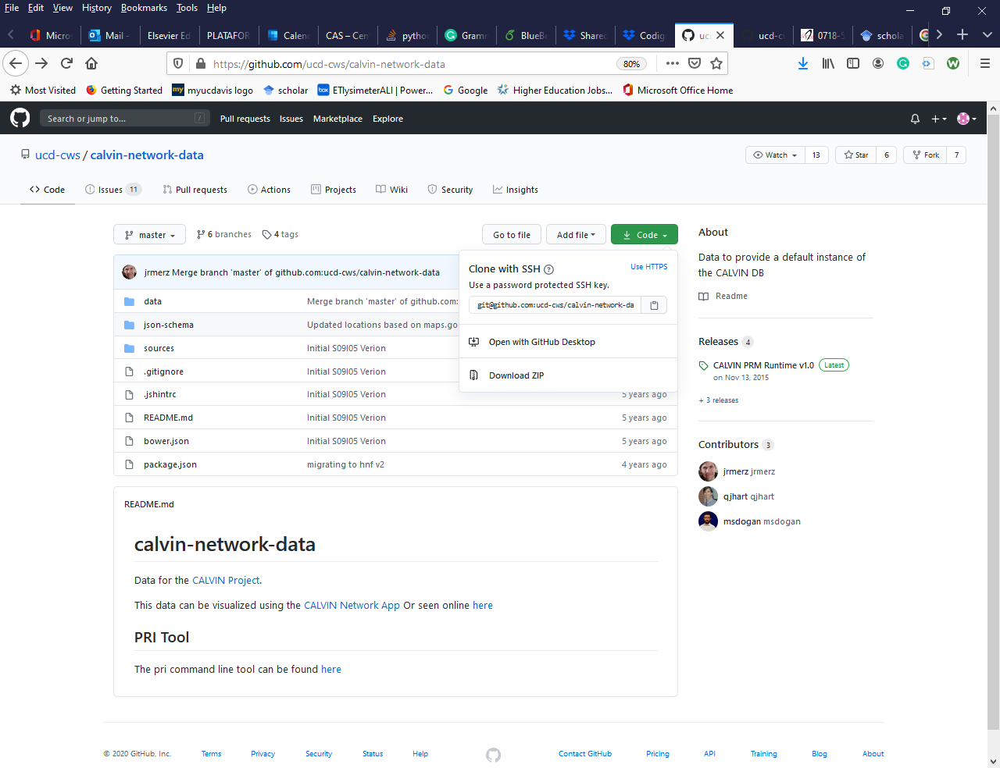 File Edit View History Bookmarks Tools Help
Micros Mail - Elsevier Ed PLATAFOR Calend CAS – Cen python Gramm BlueBe Shared Codig uc ucd-c 0718-5 schola
https://github.com/ucd-cws/calvin-network-data 80%
Most Visited Getting Started my myucdavis logo scholar box ETlysimeterALI | Power... Google Higher Education Jobs... Microsoft Office Home
Search or jump to... / Pull requests Issues Marketplace Explore
ucd-cws / calvin-network-data Watch 13 Star 6 Fork 7
Code Issues 11 Pull requests Actions Projects Wiki Security Insights
master 6 branches 4 tags Go to file Add file Code
jrmerz Merge branch 'master' of github.com:ucd-cws/calvin-network-data
data Merge branch 'master' of github.com:
json-schema Updated locations based on maps.go
sources Initial S09I05 Verion
.gitignore Initial S09I05 Verion
.jshintrc Initial S09I05 Verion 5 years ago
README.md Initial S09I05 Verion 5 years ago
bower.json Initial S09I05 Verion 5 years ago
package.json migrating to hnf v2 4 years ago
Clone with SSH Use HTTPS
Use a password protected SSH key.
git@github.com:ucd-cws/calvin-network-da
Open with GitHub Desktop
Download ZIP
About
Data to provide a default instance of
the CALVIN DB
Readme
Releases 4
CALVIN PRM Runtime v1.0 Latest
on Nov 13, 2015
+ 3 releases
Contributors 3
jrmerz jrmerz
qjhart qjhart
msdogan msdogan
README.md
calvin-network-data
Data for the CALVIN Project.
This data can be visualized using the CALVIN Network App Or seen online here
PRI Tool
The pri command line tool can be found here
© 2020 GitHub, Inc. Terms Privacy Security Status Help Contact GitHub Pricing API Training Blog About